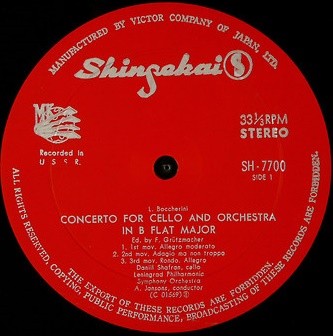 MANUFACTURED BY VICTOR COMPANY OF JAPAN, LTD.
Shinsekai
MK
33⅓RPM
STEREO
Recorded in
U S S R.
SH-7700
SIDE 1
L. Boccherini
CONCERTO FOR CELLO AND ORCHESTRA
IN B FLAT MAJOR
Ed. by F. Grützmacher
1. 1st mov. Allegro moderato
2. 2nd mov. Adagio ma non troppo
3. 3rd mov. Rondo, Allegro
Daniil Shafran, cello
Leningrad Philharmonic
Symphony Orchestra
A. Jansons, conductor
(C 015693)
ALL RIGHTS RESERVED, COPYING, PUBLIC PERFORMANCE, BROADCASTING OF THESE RECORDS ARE FORBIDDEN.
THE EXPORT OF THESE RECORDS ARE FORBIDDEN.